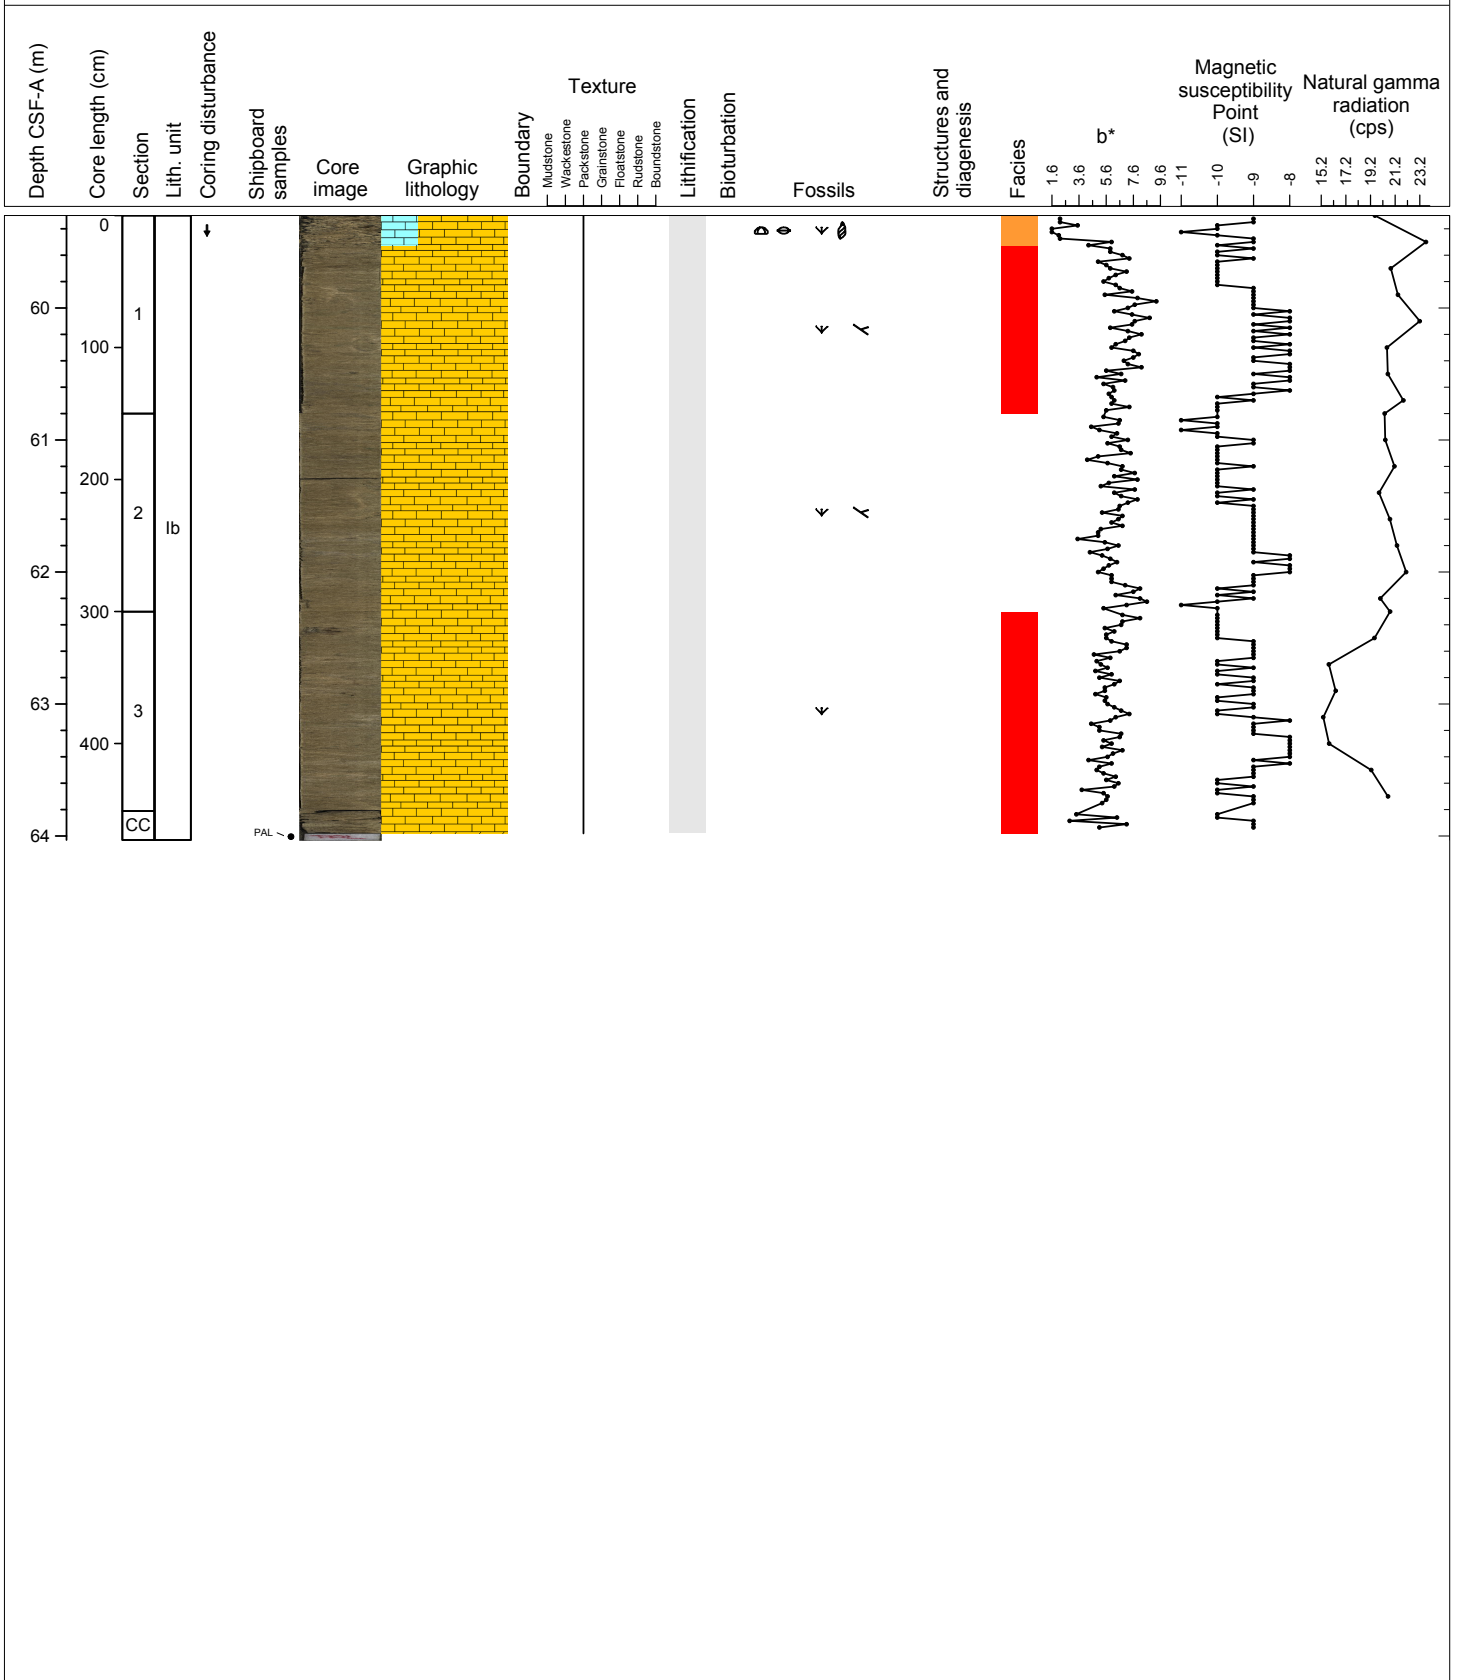 Depth CSF-A (m)
Core length (cm)
Section
Lith. unit
Coring disturbance
Shipboard
samples
Core
image
Graphic
lithology
Boundary
Texture
Mudstone
Wackestone
Packstone
Grainstone
Floatstone
Rudstone
Boundstone
Lithification
Bioturbation
Fossils
Structures and
diagenesis
Facies
b*
1.6 3.6 5.6 7.6 9.6
Magnetic
susceptibility
Point
(SI)
-11 -10 -9 -8
Natural gamma
radiation
(cps)
15.2 17.2 19.2 21.2 23.2
0
60
1
100
61
200
2
Ib
62
300
63
3
400
CC
PAL
64